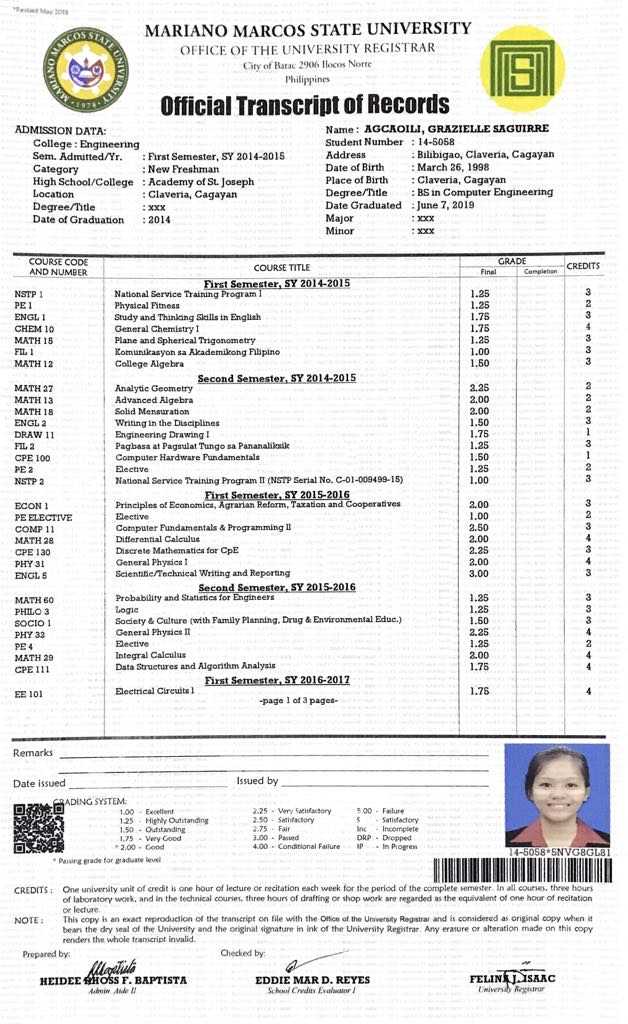 *Revised May 2018
MARIANO MARCOS STATE UNIVERSITY
OFFICE OF THE UNIVERSITY REGISTRAR
City of Batac 2906 Ilocos Norte
Philippines
Official Transcript of Records
MARIANO MARCOS STATE UNIVERSITY
• 1978 •
ADMISSION DATA:
College : Engineering
Sem. Admitted/Yr. : First Semester, SY 2014-2015
Category : New Freshman
High School/College : Academy of St. Joseph
Location : Claveria, Cagayan
Degree/Title : xxx
Date of Graduation : 2014
Name : AGCAOILI, GRAZIELLE SAGUIRRE
Student Number : 14-5058
Address : Bilibigao, Claveria, Cagayan
Date of Birth : March 26, 1998
Place of Birth : Claveria, Cagayan
Degree/Title : BS in Computer Engineering
Date Graduated : June 7, 2019
Major : xxx
Minor : xxx
COURSE CODE AND NUMBER COURSE TITLE GRADE CREDITS
Final Completion
First Semester, SY 2014-2015
NSTP 1 National Service Training Program I 1.25 3
PE 1 Physical Fitness 1.25 2
ENGL 1 Study and Thinking Skills in English 1.75 3
CHEM 10 General Chemistry I 1.75 4
MATH 15 Plane and Spherical Trigonometry 1.25 3
FIL 1 Komunikasyon sa Akademikong Filipino 1.00 3
MATH 12 College Algebra 1.50 3
Second Semester, SY 2014-2015
MATH 27 Analytic Geometry 2.25 2
MATH 13 Advanced Algebra 2.00 2
MATH 18 Solid Mensuration 2.00 2
ENGL 2 Writing in the Disciplines 1.50 3
DRAW 11 Engineering Drawing I 1.75 1
FIL 2 Pagbasa at Pagsulat Tungo sa Pananaliksik 1.25 3
CPE 100 Computer Hardware Fundamentals 1.75 1
PE 2 Elective 1.25 2
NSTP 2 National Service Training Program II (NSTP Serial No. C-01-009499-15) 1.00 3
First Semester, SY 2015-2016
ECON 1 Principles of Economics, Agrarian Reform, Taxation and Cooperatives 2.00 3
PE ELECTIVE Elective 1.00 2
COMP 11 Computer Fundamentals & Programming II 2.50 3
MATH 28 Differential Calculus 2.00 4
CPE 130 Discrete Mathematics for CpE 2.25 3
PHY 31 General Physics I 2.00 4
ENGL 5 Scientific/Technical Writing and Reporting 3.00 3
Second Semester, SY 2015-2016
MATH 60 Probability and Statistics for Engineers 1.25 3
PHILO 3 Logic 1.25 3
SOCIO 1 Society & Culture (with Family Planning, Drug & Environmental Educ.) 1.50 3
PHY 32 General Physics II 2.25 4
PE 4 Elective 1.25 2
MATH 29 Integral Calculus 2.00 4
CPE 111 Data Structures and Algorithm Analysis 1.75 4
First Semester, SY 2016-2017
EE 101 Electrical Circuits 1 1.75 4
-page 1 of 3 pages-
Remarks
Date issued Issued by
GRADING SYSTEM:
1.00 - Excellent 2.25 - Very Satisfactory 5.00 - Failure
1.25 - Highly Outstanding 2.50 - Satisfactory S - Satisfactory
1.50 - Outstanding 2.75 - Fair Inc - Incomplete
1.75 - Very Good 3.00 - Passed DRP - Dropped
* 2.00 - Good 4.00 - Conditional Failure IP - In Progress
* Passing grade for graduate level
14-5058*5NVG8GL81
CREDITS : One university unit of credit is one hour of lecture or recitation each week for the period of the complete semester. In all courses, three hours
of laboratory work, and in the technical courses, three hours of drafting or shop work are regarded as the equivalent of one hour of recitation
or lecture.
NOTE : This copy is an exact reproduction of the transcript on file with the Office of the University Registrar and is considered as original copy when it
bears the dry seal of the University and the original signature in ink of the University Registrar. Any erasure or alteration made on this copy
renders the whole transcript invalid.
Prepared by: Checked by:
HEIDEE RHOSS F. BAPTISTA EDDIE MAR D. REYES FELINA J. ISAAC
Admin. Aide II School Credits Evaluator I University Registrar